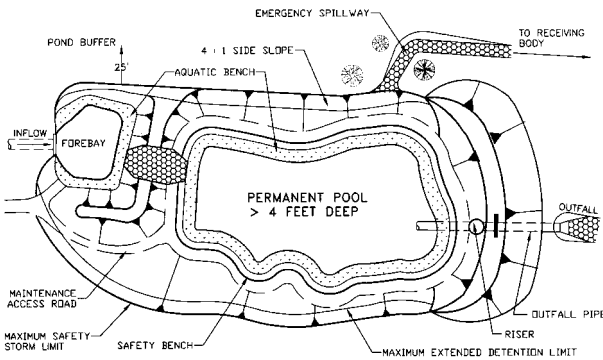 EMERGENCY SPILLWAY
TO RECEIVING
BODY
POND BUFFER
4 : 1 SIDE SLOPE
25'
AQUATIC BENCH
INFLOW
FOREBAY
PERMANENT POOL
> 4 FEET DEEP
OUTFALL
MAINTENANCE
ACCESS ROAD
OUTFALL PIPE
MAXIMUM SAFETY
STORM LIMIT
SAFETY BENCH
RISER
MAXIMUM EXTENDED DETENTION LIMIT